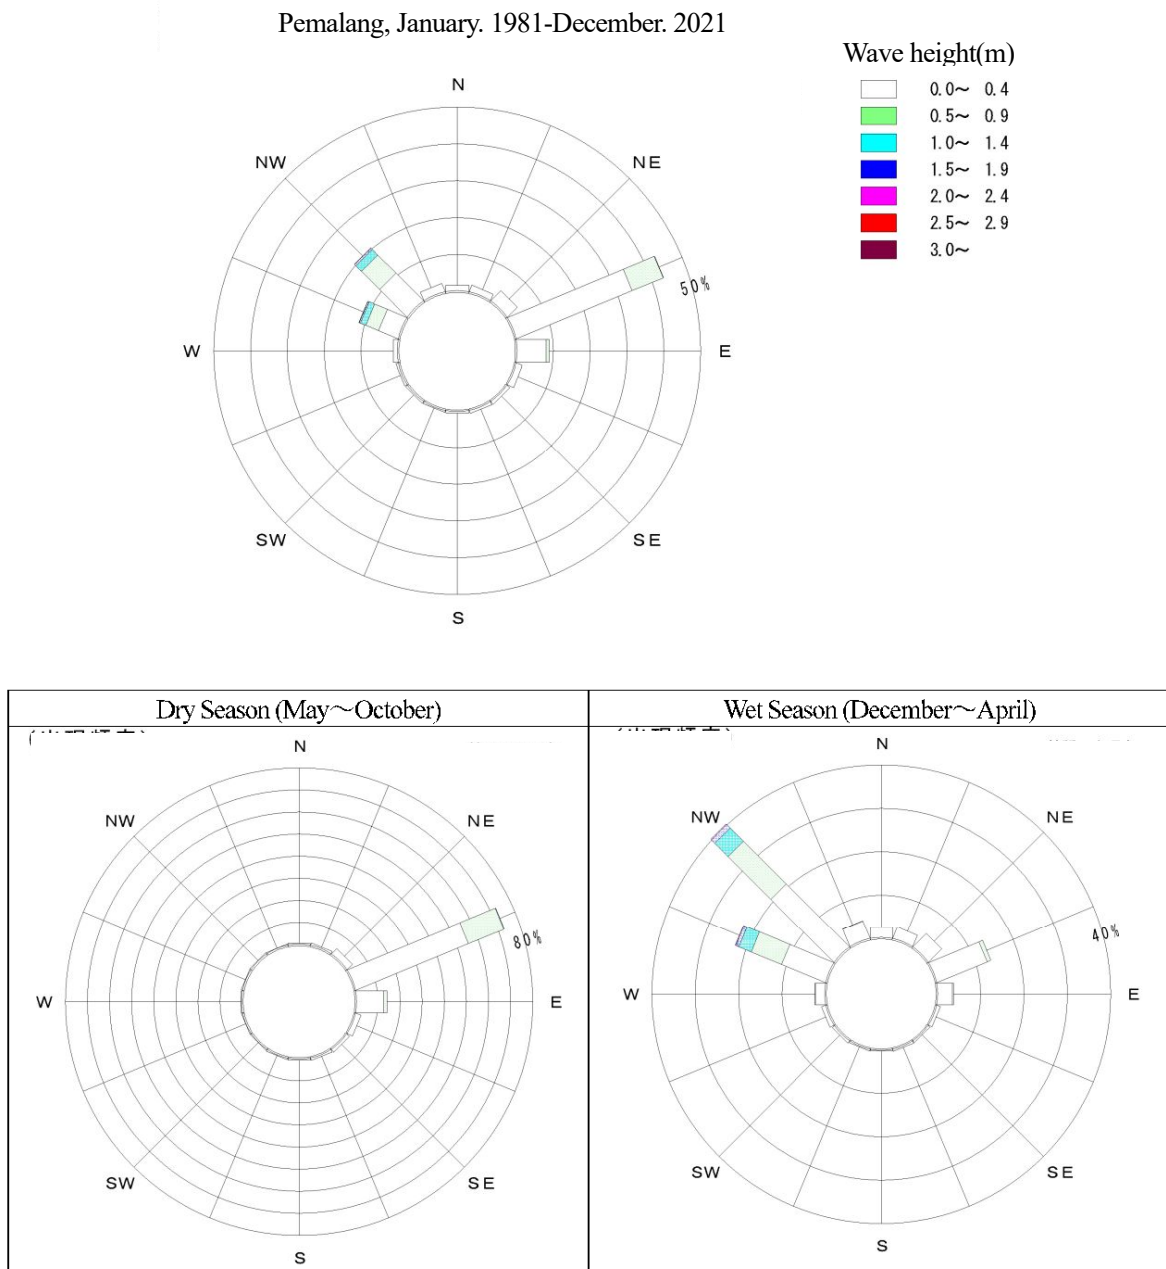 Pemalang, January. 1981-December. 2021
Wave height(m)
0.0～ 0.4
0.5～ 0.9
1.0～ 1.4
1.5～ 1.9
2.0～ 2.4
2.5～ 2.9
3.0～
N
NW
NE
50%
W
E
SW
SE
S
Dry Season (May～October)
Wet Season (December～April)
N
NW
NE
80%
W
E
SW
SE
S
N
NW
NE
40%
W
E
SW
SE
S